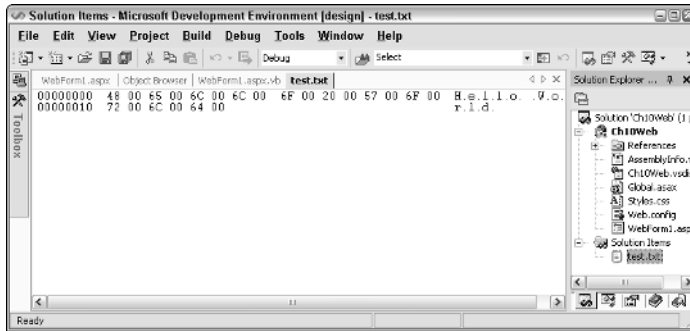 Solution Items - Microsoft Development Environment [design] - test.txt
File Edit View Project Build Debug Tools Window Help
Debug Select
WebForm1.aspx Object Browser WebForm1.aspx.vb test.txt
Solution Explorer ...
Toolbox
00000000 48 00 65 00 6C 00 6C 00 6F 00 20 00 57 00 6F 00 H.e.l.l.o. .W.o.
00000010 72 00 6C 00 64 00 r.l.d.
Solution 'Ch10Web' (1
Ch10Web
References
AssemblyInfo.
Ch10Web.vsdi
Global.asax
Styles.css
Web.config
WebForm1.asp
Solution Items
test.txt
Ready